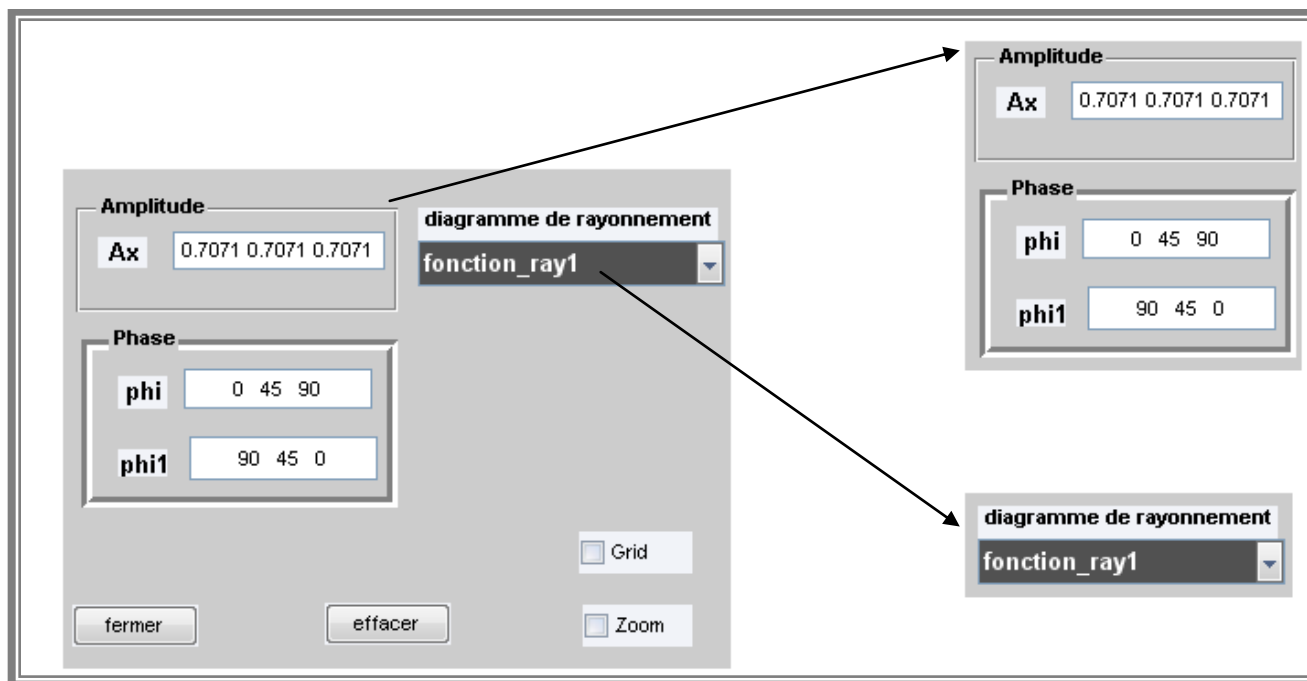 Amplitude
Ax 0.7071 0.7071 0.7071
diagramme de rayonnement
fonction_ray1
Phase
phi 0 45 90
phi1 90 45 0
Grid
fermer
effacer
Zoom
Amplitude
Ax 0.7071 0.7071 0.7071
Phase
phi 0 45 90
phi1 90 45 0
diagramme de rayonnement
fonction_ray1